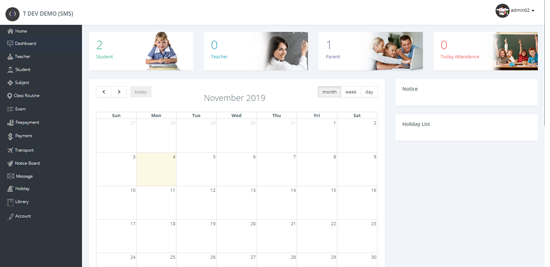 T DEV DEMO (SMS)
admin02
Home
Dashboard
Teacher
Student
Subject
Class Routine
Exam
Feepayment
Payment
Transport
Notice Board
Message
Holiday
Library
Account
2
Student
0
Teacher
1
Parent
0
Today Attendence
today
November 2019
month week day
Sun Mon Tue Wed Thu Fri Sat
27 28 29 30 31 1 2
3 4 5 6 7 8 9
10 11 12 13 14 15 16
17 18 19 20 21 22 23
24 25 26 27 28 29 30
Notice
Holiday List